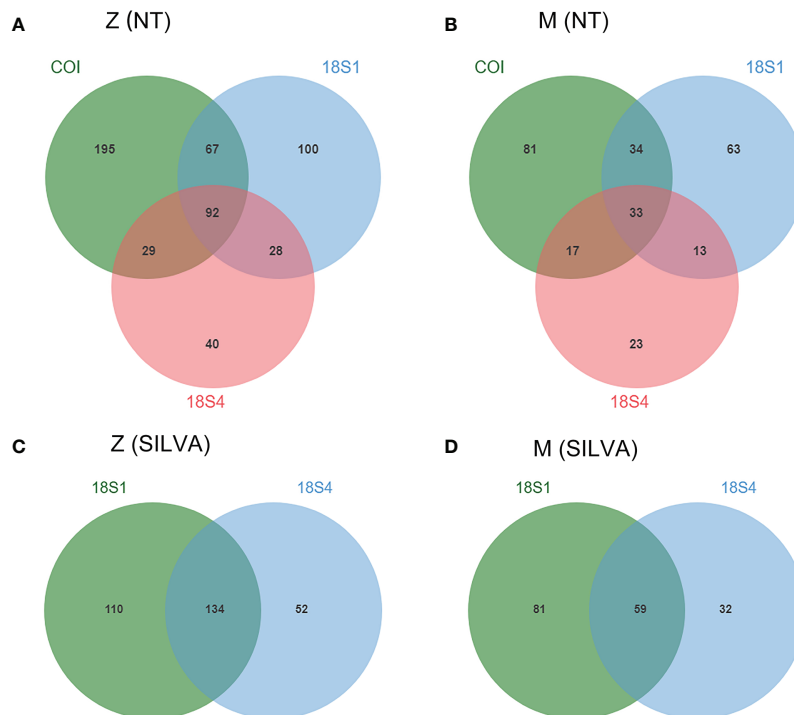 A
Z (NT)
COI
18S1
195
67
100
92
29
28
40
18S4
B
M (NT)
COI
18S1
81
34
63
33
17
13
23
18S4
C
Z (SILVA)
18S1
18S4
110
134
52
D
M (SILVA)
18S1
18S4
81
59
32